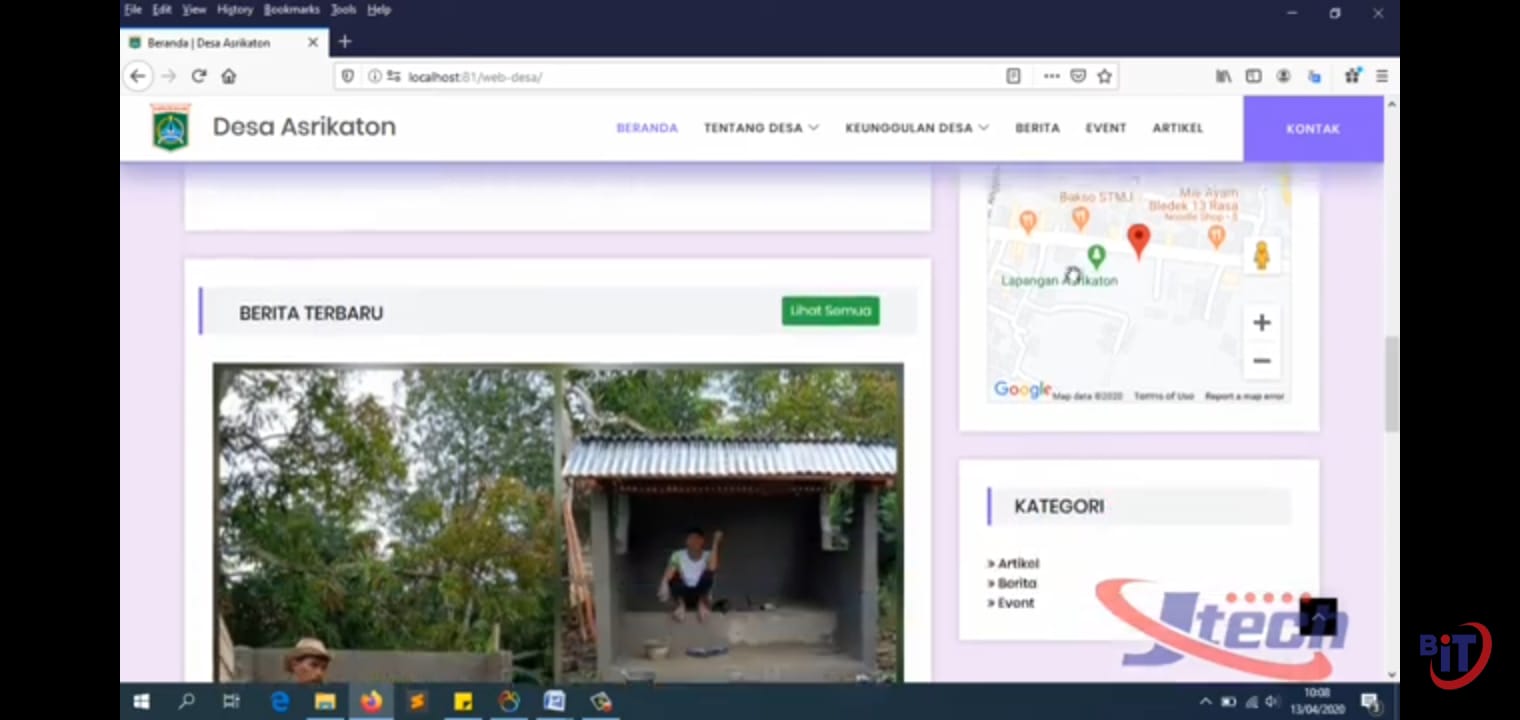 File Edit View History Bookmarks Tools Help
Beranda | Desa Asrikaton
localhost:81/web-desa/
Desa Asrikaton
BERANDA TENTANG DESA KEUNGGULAN DESA BERITA EVENT ARTIKEL KONTAK
Bakso STMJ
Mie Ayam
Bledek 13 Rasa
Noodle Shop
Lapangan Asrikaton
Google Map data ©2020 Terms of Use Report a map error
BERITA TERBARU
Lihat Semua
KATEGORI
» Artikel
» Berita
» Event
Jtech
BIT
10:08
13/04/2020